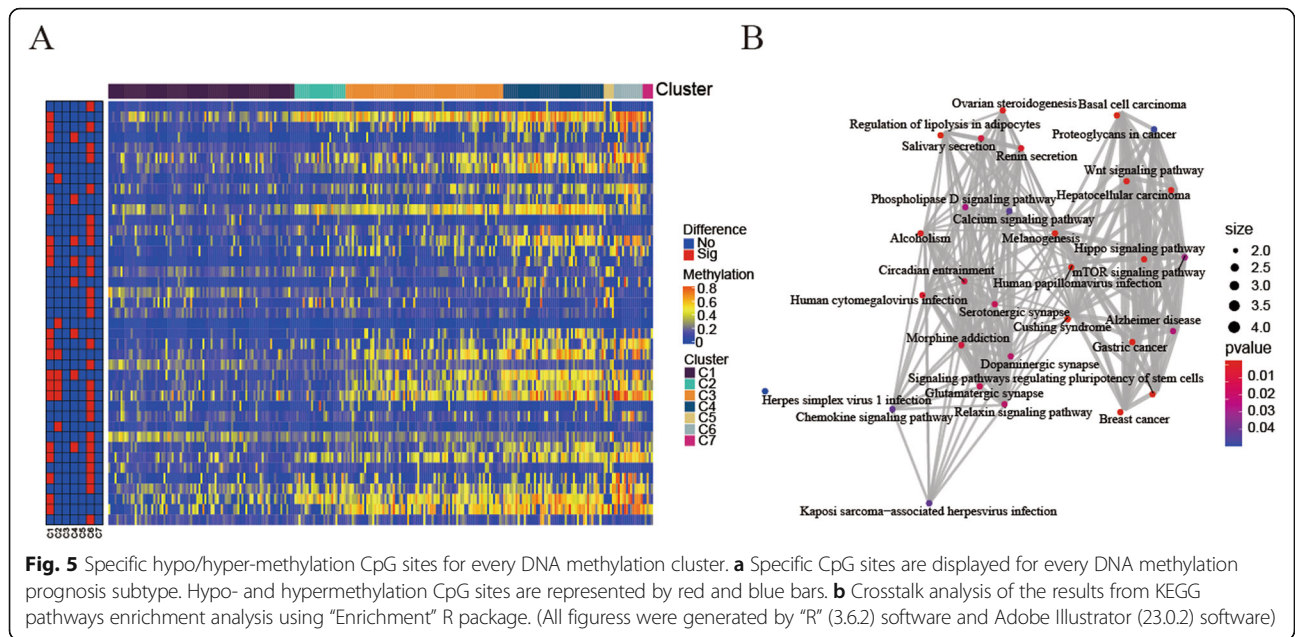 A
Cluster
Difference
No
Sig
Methylation
0.8
0.6
0.4
0.2
0
Cluster
C1
C2
C3
C4
C5
C6
C7
B
Ovarian steroidogenesis
Basal cell carcinoma
Regulation of lipolysis in adipocytes
Proteoglycans in cancer
Salivary secretion
Renin secretion
Wnt signaling pathway
Hepatocellular carcinoma
Phospholipase D signaling pathway
Calcium signaling pathway
Alcoholism
Melanogenesis
Hippo signaling pathway
Circadian entrainment
mTOR signaling pathway
Human papillomavirus infection
Human cytomegalovirus infection
Serotonergic synapse
Alzheimer disease
Cushing syndrome
Morphine addiction
Gastric cancer
Dopaminergic synapse
Signaling pathways regulating pluripotency of stem cells
Herpes simplex virus 1 infection
Glutamatergic synapse
Chemokine signaling pathway
Relaxin signaling pathway
Breast cancer
Kaposi sarcoma−associated herpesvirus infection
size
2.0
2.5
3.0
3.5
4.0
pvalue
0.01
0.02
0.03
0.04
Fig. 5 Specific hypo/hyper-methylation CpG sites for every DNA methylation cluster. a Specific CpG sites are displayed for every DNA methylation
prognosis subtype. Hypo- and hypermethylation CpG sites are represented by red and blue bars. b Crosstalk analysis of the results from KEGG
pathways enrichment analysis using “Enrichment” R package. (All figuress were generated by “R” (3.6.2) software and Adobe Illustrator (23.0.2) software)